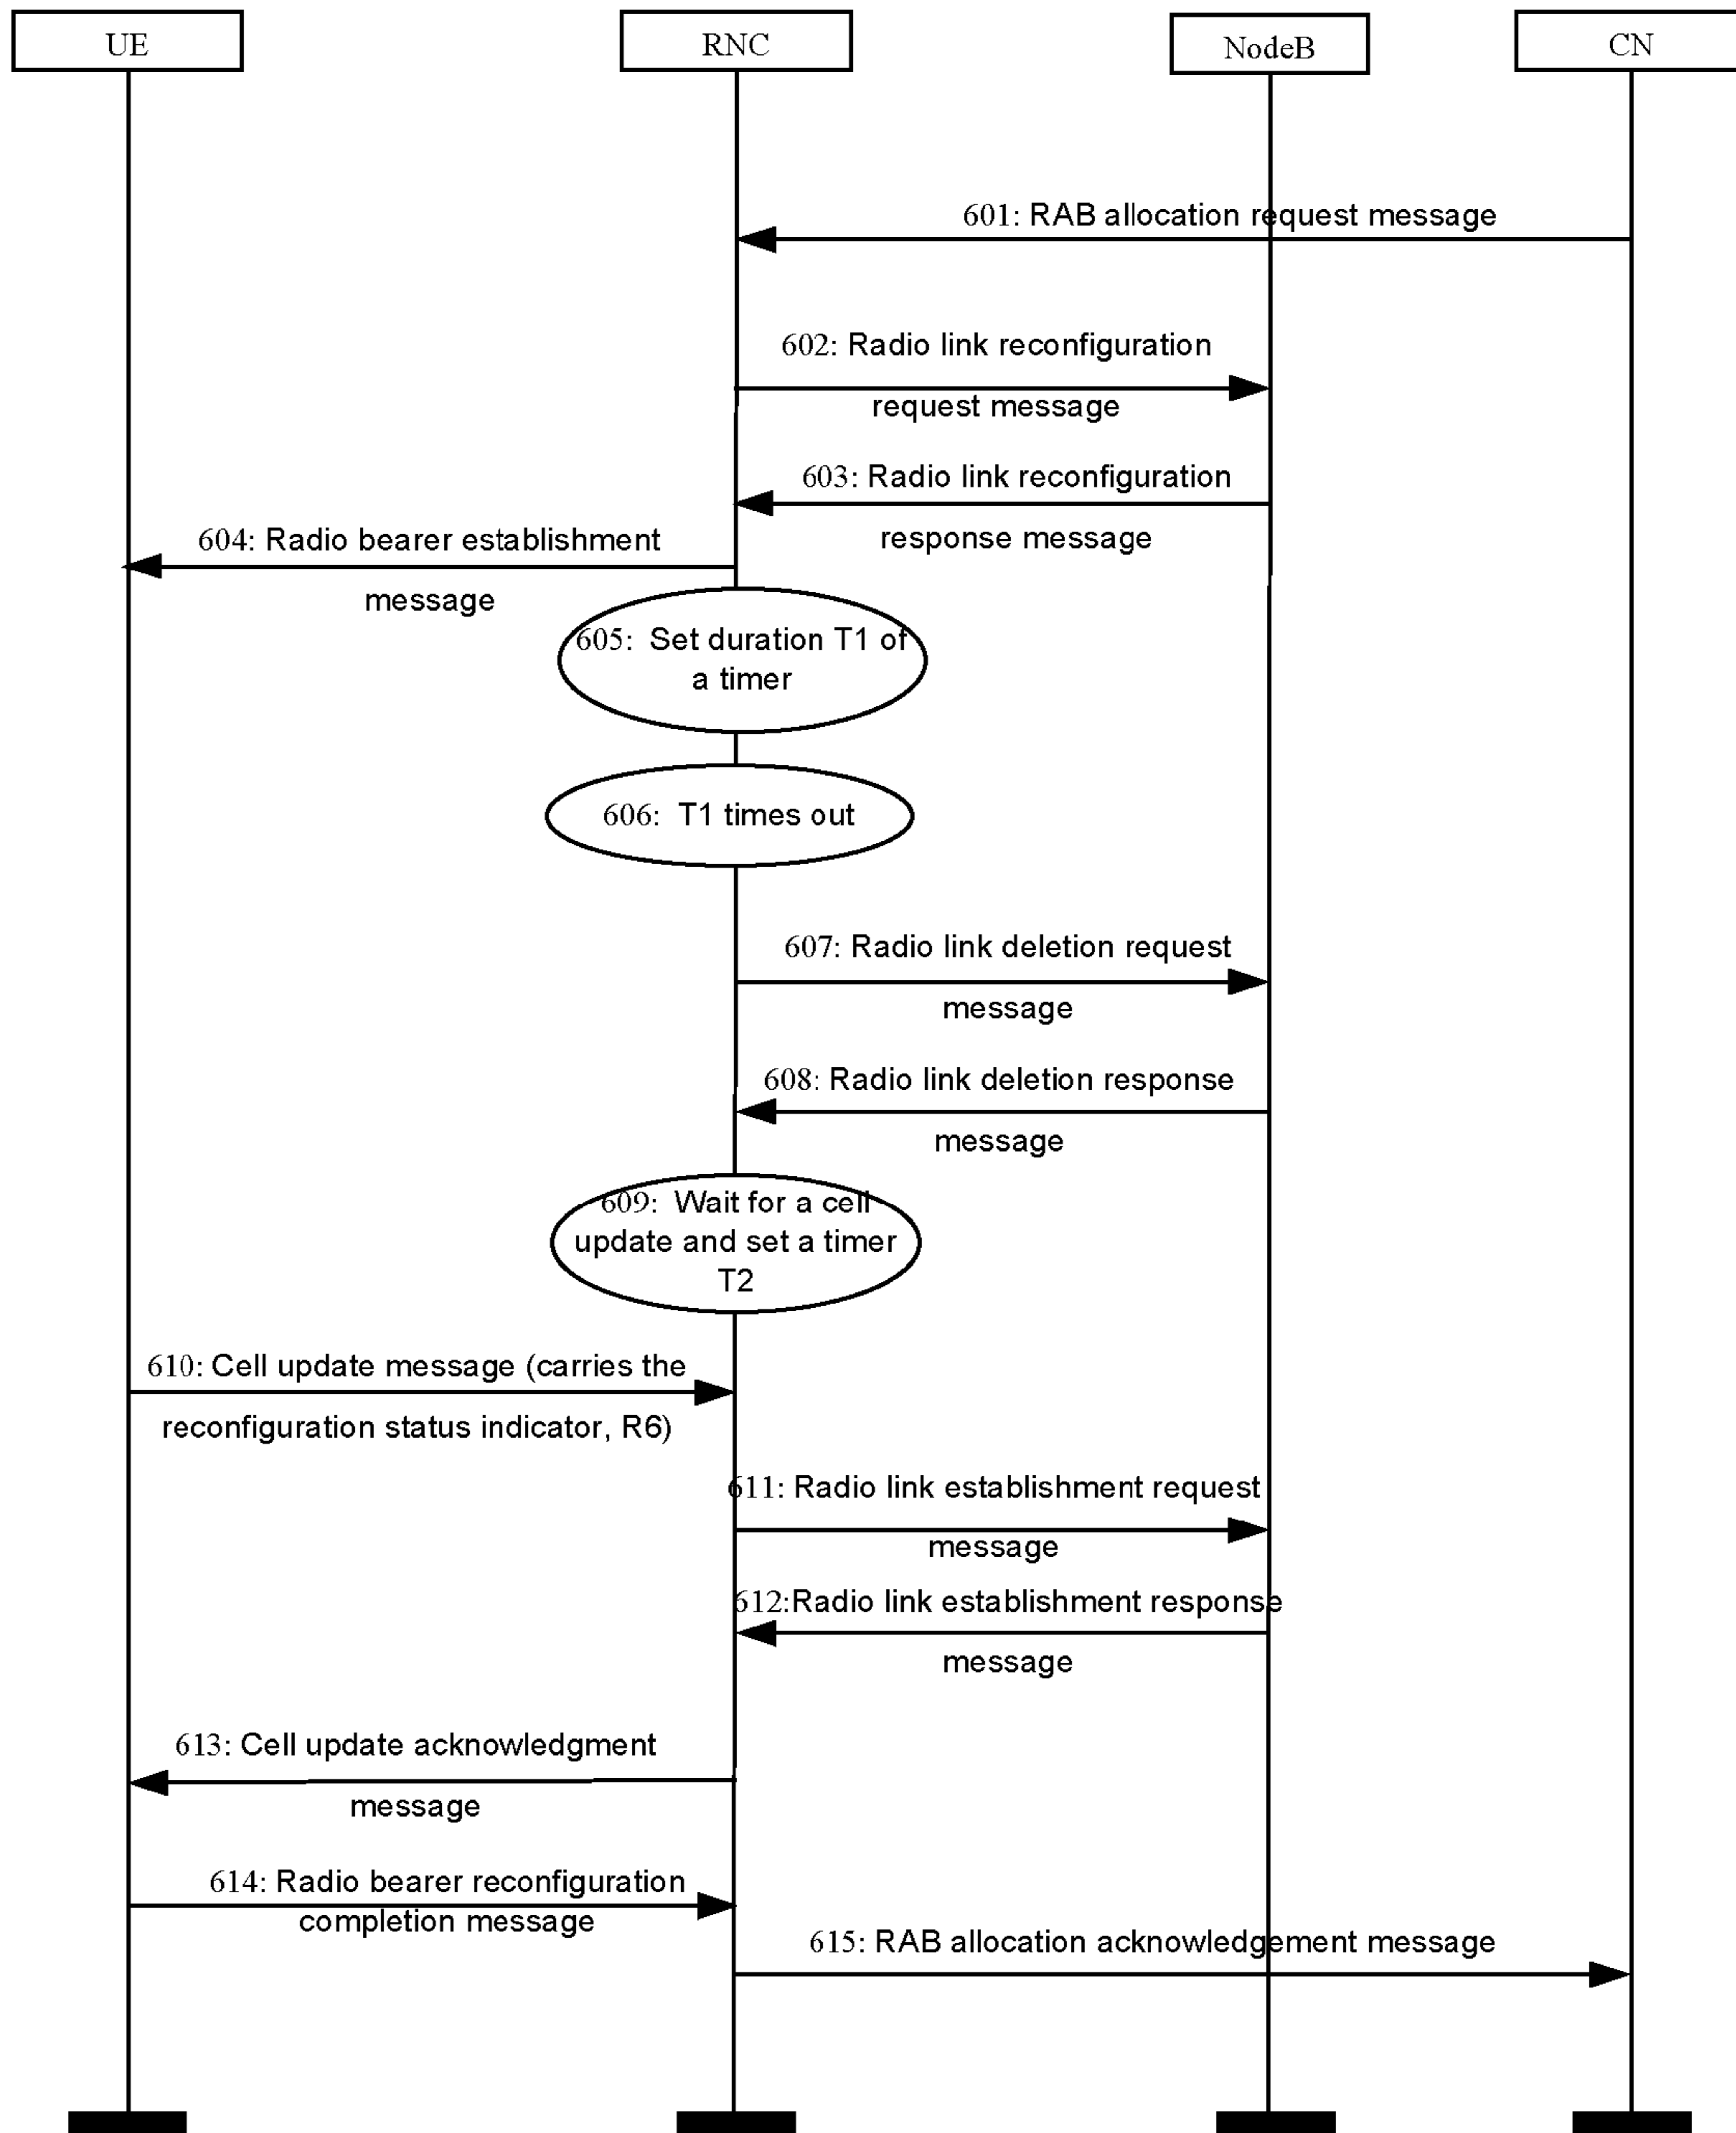 UE
RNC
NodeB
CN
601: RAB allocation request message
602: Radio link reconfiguration
request message
603: Radio link reconfiguration
response message
604: Radio bearer establishment
message
605: Set duration T1 of
a timer
606: T1 times out
607: Radio link deletion request
message
608: Radio link deletion response
message
609: Wait for a cell
update and set a timer
T2
610: Cell update message (carries the
reconfiguration status indicator, R6)
611: Radio link establishment request
message
612:Radio link establishment response
message
613: Cell update acknowledgment
message
614: Radio bearer reconfiguration
completion message
615: RAB allocation acknowledgement message